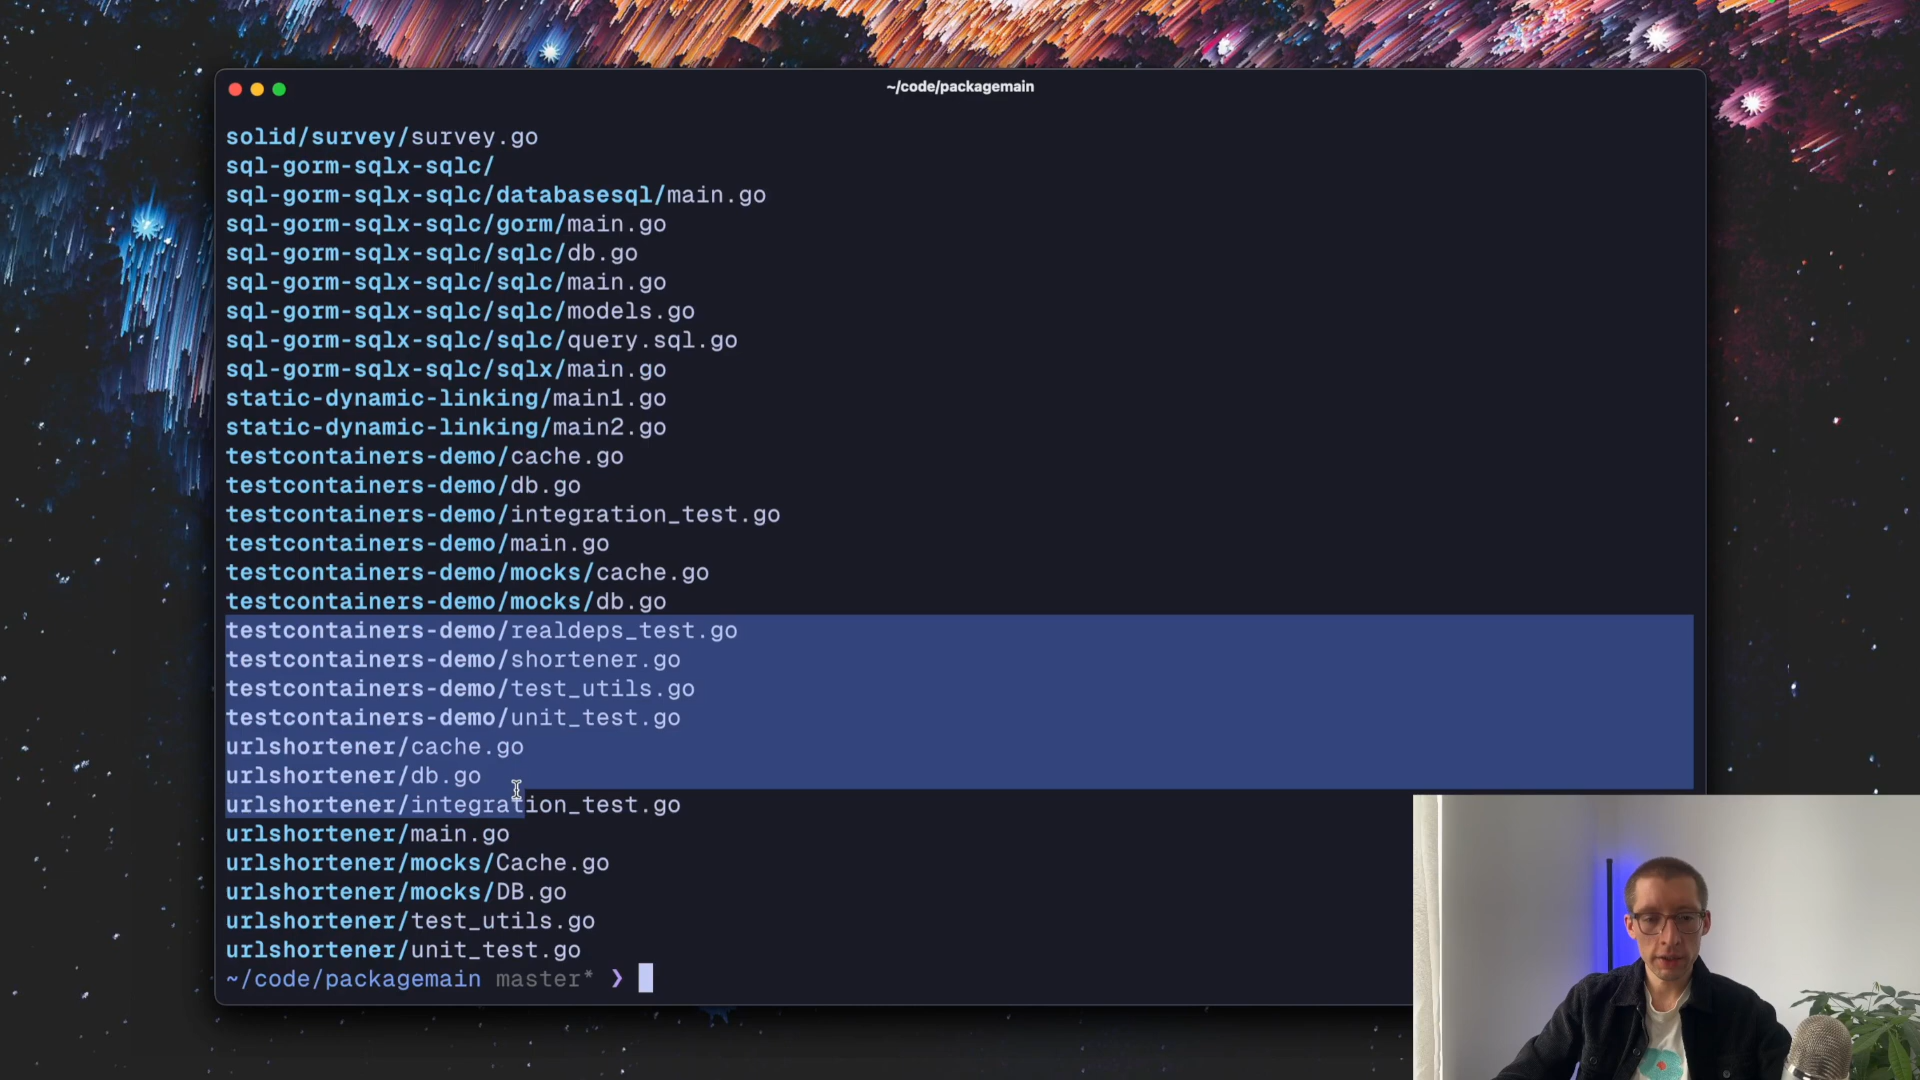 ~/code/packagemain
solid/survey/survey.go
sql-gorm-sqlx-sqlc/
sql-gorm-sqlx-sqlc/databasesql/main.go
sql-gorm-sqlx-sqlc/gorm/main.go
sql-gorm-sqlx-sqlc/sqlc/db.go
sql-gorm-sqlx-sqlc/sqlc/main.go
sql-gorm-sqlx-sqlc/sqlc/models.go
sql-gorm-sqlx-sqlc/sqlc/query.sql.go
sql-gorm-sqlx-sqlc/sqlx/main.go
static-dynamic-linking/main1.go
static-dynamic-linking/main2.go
testcontainers-demo/cache.go
testcontainers-demo/db.go
testcontainers-demo/integration_test.go
testcontainers-demo/main.go
testcontainers-demo/mocks/cache.go
testcontainers-demo/mocks/db.go
testcontainers-demo/realdeps_test.go
testcontainers-demo/shortener.go
testcontainers-demo/test_utils.go
testcontainers-demo/unit_test.go
urlshortener/cache.go
urlshortener/db.go
urlshortener/integration_test.go
urlshortener/main.go
urlshortener/mocks/Cache.go
urlshortener/mocks/DB.go
urlshortener/test_utils.go
urlshortener/unit_test.go
~/code/packagemain master* ❯